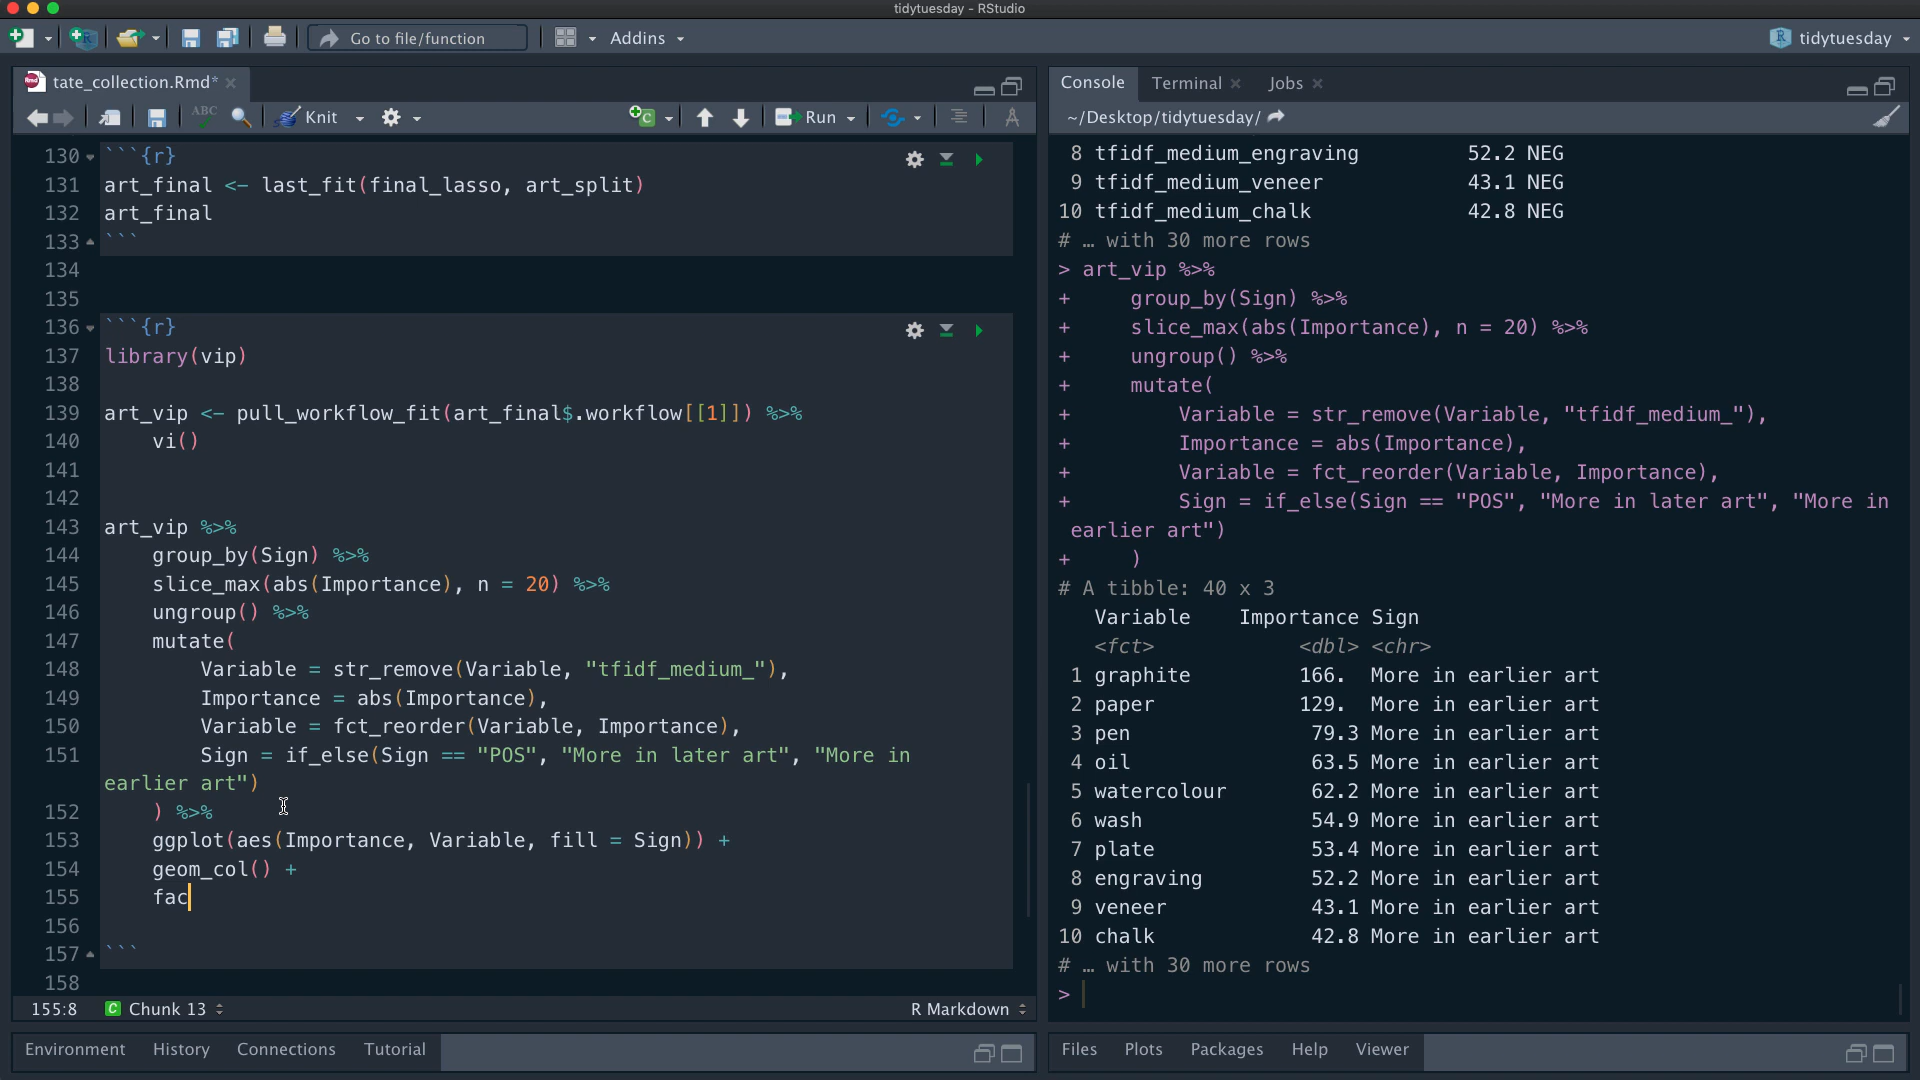 tidytuesday - RStudio
Go to file/function
Addins
tidytuesday
tate_collection.Rmd*
ABC
Knit
Run
130 ```{r}
131 art_final <- last_fit(final_lasso, art_split)
132 art_final
133 ```
134
135
136 ```{r}
137 library(vip)
138
139 art_vip <- pull_workflow_fit(art_final$.workflow[[1]]) %>%
140 vi()
141
142
143 art_vip %>%
144 group_by(Sign) %>%
145 slice_max(abs(Importance), n = 20) %>%
146 ungroup() %>%
147 mutate(
148 Variable = str_remove(Variable, "tfidf_medium_"),
149 Importance = abs(Importance),
150 Variable = fct_reorder(Variable, Importance),
151 Sign = if_else(Sign == "POS", "More in later art", "More in
earlier art")
152 ) %>%
153 ggplot(aes(Importance, Variable, fill = Sign)) +
154 geom_col() +
155 fac
156
157 ```
158
155:8 C Chunk 13
R Markdown
Environment History Connections Tutorial
Console Terminal Jobs
~/Desktop/tidytuesday/
8 tfidf_medium_engraving 52.2 NEG
9 tfidf_medium_veneer 43.1 NEG
10 tfidf_medium_chalk 42.8 NEG
# … with 30 more rows
> art_vip %>%
+ group_by(Sign) %>%
+ slice_max(abs(Importance), n = 20) %>%
+ ungroup() %>%
+ mutate(
+ Variable = str_remove(Variable, "tfidf_medium_"),
+ Importance = abs(Importance),
+ Variable = fct_reorder(Variable, Importance),
+ Sign = if_else(Sign == "POS", "More in later art", "More in
earlier art")
+ )
# A tibble: 40 x 3
Variable Importance Sign
<fct> <dbl> <chr>
1 graphite 166. More in earlier art
2 paper 129. More in earlier art
3 pen 79.3 More in earlier art
4 oil 63.5 More in earlier art
5 watercolour 62.2 More in earlier art
6 wash 54.9 More in earlier art
7 plate 53.4 More in earlier art
8 engraving 52.2 More in earlier art
9 veneer 43.1 More in earlier art
10 chalk 42.8 More in earlier art
# … with 30 more rows
>
Files Plots Packages Help Viewer